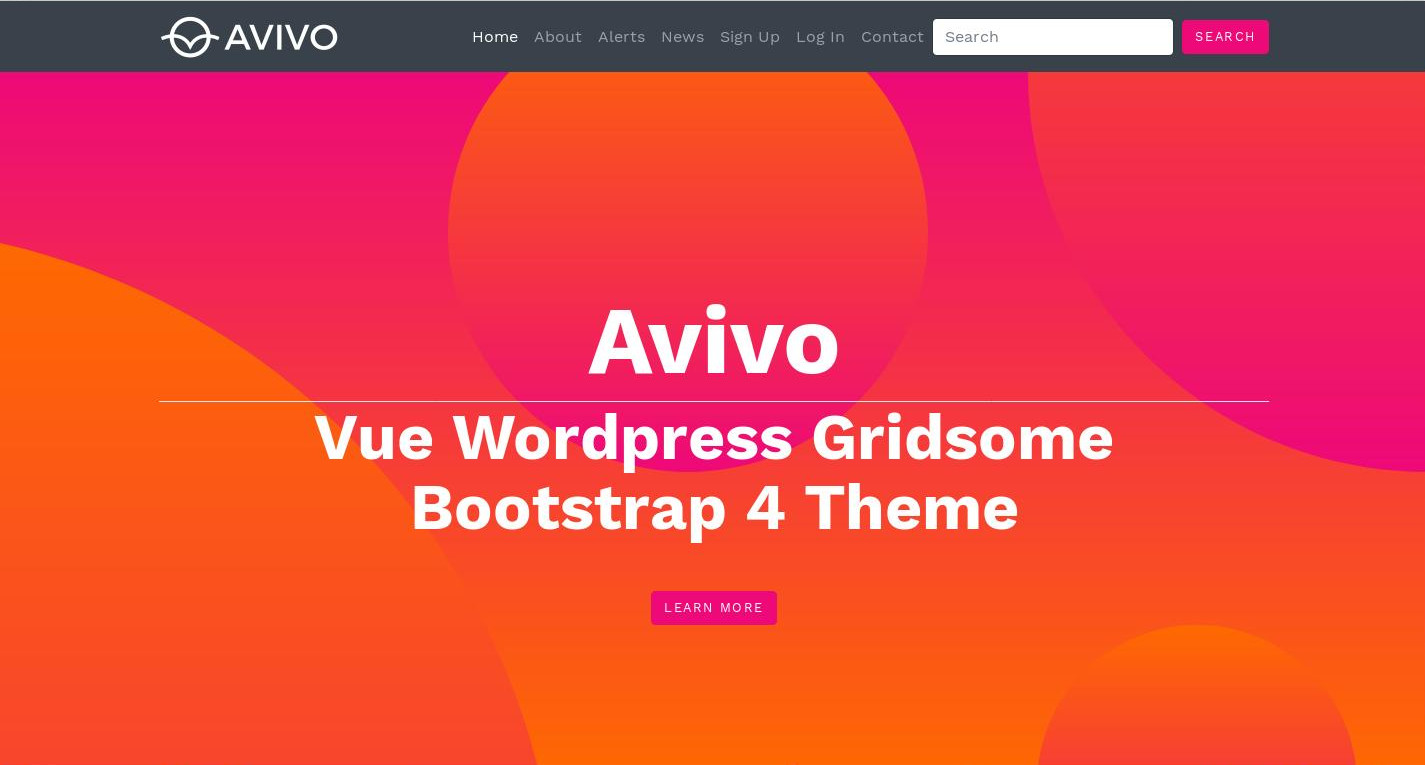 AVIVO Home About Alerts News Sign Up Log In Contact Search SEARCH
Avivo
Vue Wordpress Gridsome
Bootstrap 4 Theme
LEARN MORE